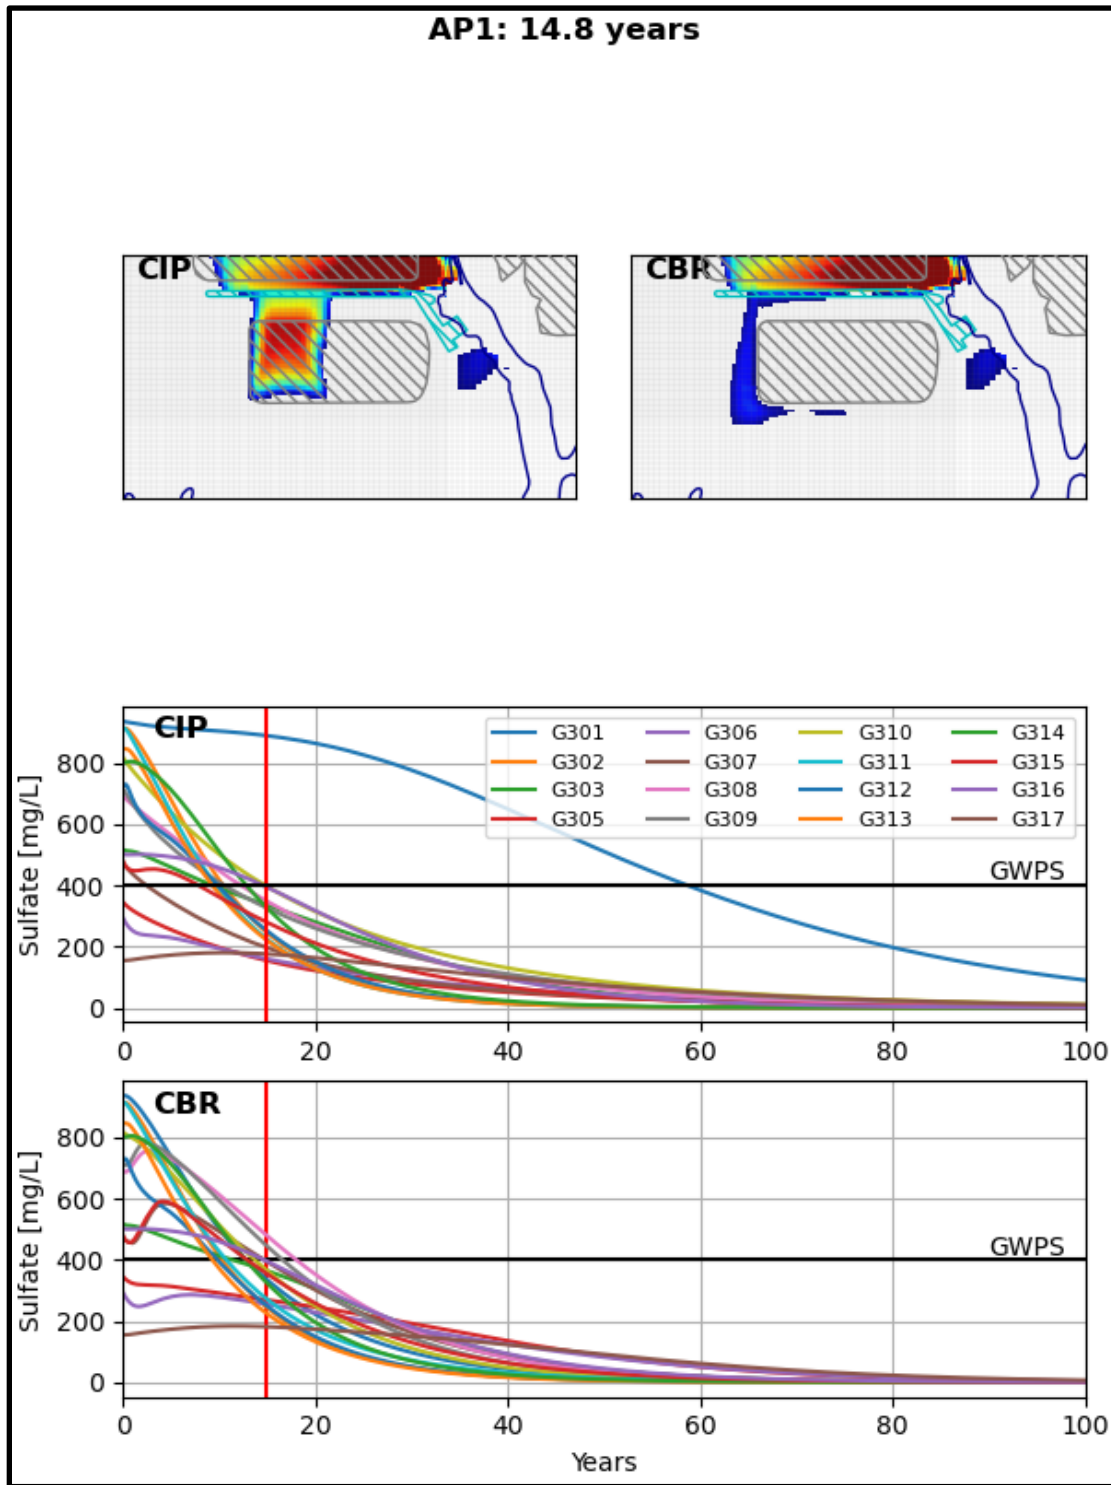 AP1: 14.8 years
CIP
CBR
CIP
G301 G306 G310 G314
G302 G307 G311 G315
G303 G308 G312 G316
G305 G309 G313 G317
GWPS
Sulfate [mg/L]
800
600
400
200
0
0 20 40 60 80 100
CBR
GWPS
Sulfate [mg/L]
800
600
400
200
0
0 20 40 60 80 100
Years